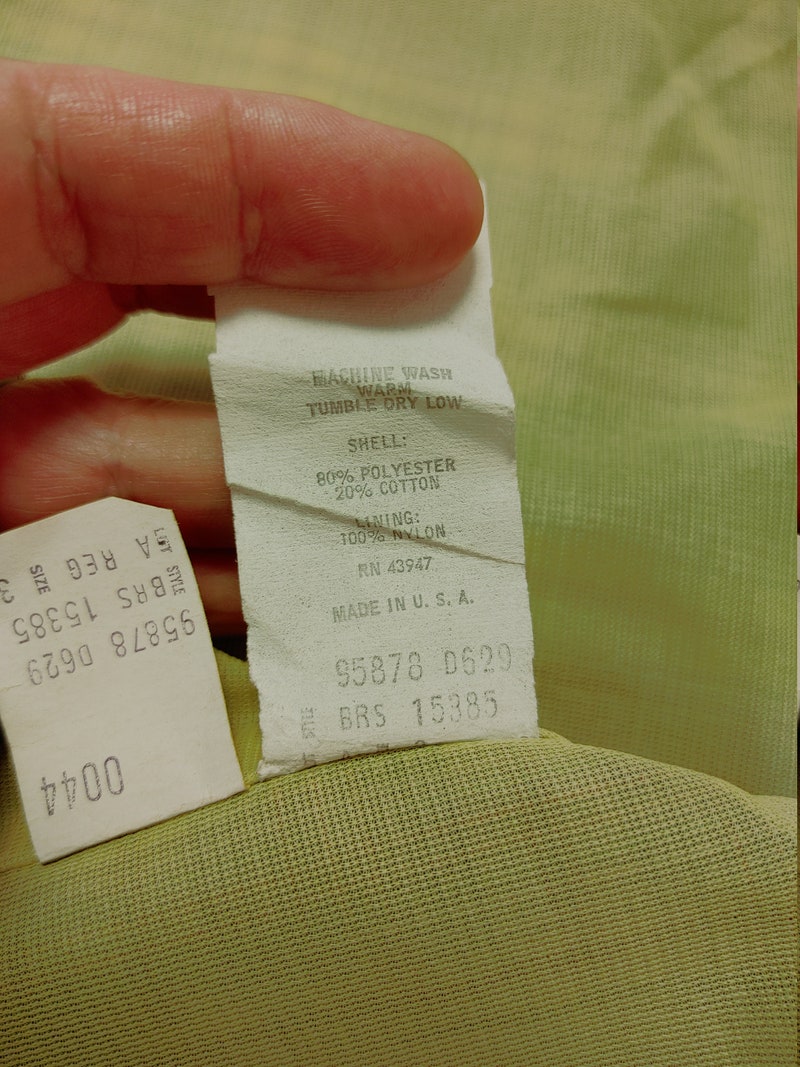 MACHINE WASH
WARM
TUMBLE DRY LOW
SHELL:
80% POLYESTER
20% COTTON
LINING:
100% NYLON
RN 43947
MADE IN U. S. A.
95878 D629
BRS 15385
LOT STYLE
A REG SIZE
BRS 15385
95878 D629
0044